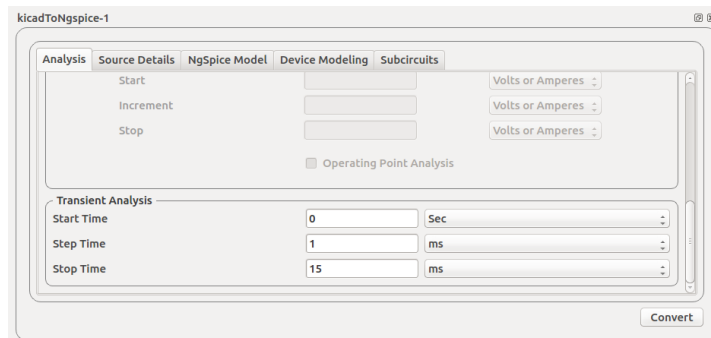 kicadToNgspice-1
Analysis Source Details NgSpice Model Device Modeling Subcircuits
Start Volts or Amperes
Increment Volts or Amperes
Stop Volts or Amperes
Operating Point Analysis
Transient Analysis
Start Time 0 Sec
Step Time 1 ms
Stop Time 15 ms
Convert